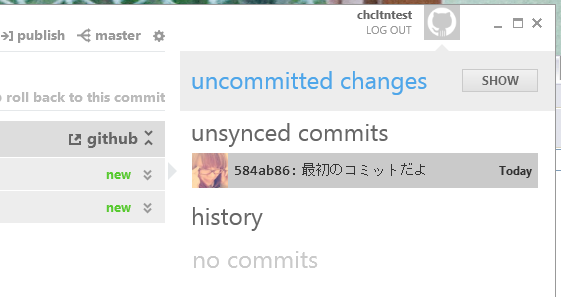 chcltntest
LOG OUT
publish master
roll back to this commit
uncommitted changes SHOW
unsynced commits
github
584ab86: 最初のコミットだよ Today
new
new
history
no commits